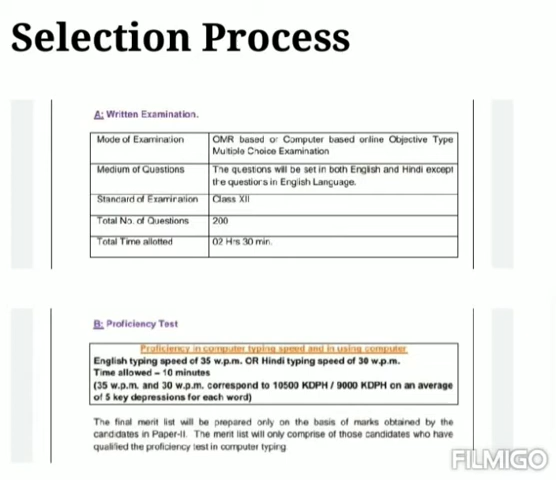 Selection Process
A: Written Examination.
Mode of Examination OMR based or Computer based online Objective Type
Multiple Choice Examination
Medium of Questions The questions will be set in both English and Hindi except
the questions in English Language.
Standard of Examination Class XII
Total No. of Questions 200
Total Time allotted 02 Hrs 30 min.
B: Proficiency Test
Proficiency in computer typing speed and in using computer
English typing speed of 35 w.p.m. OR Hindi typing speed of 30 w.p.m.
Time allowed – 10 minutes
(35 w.p.m. and 30 w.p.m. correspond to 10500 KDPH / 9000 KDPH on an average
of 5 key depressions for each word)
The final merit list will be prepared only on the basis of marks obtained by the
candidates in Paper-II. The merit list will only comprise of those candidates who have
qualified the proficiency test in computer typing
FILMIGO